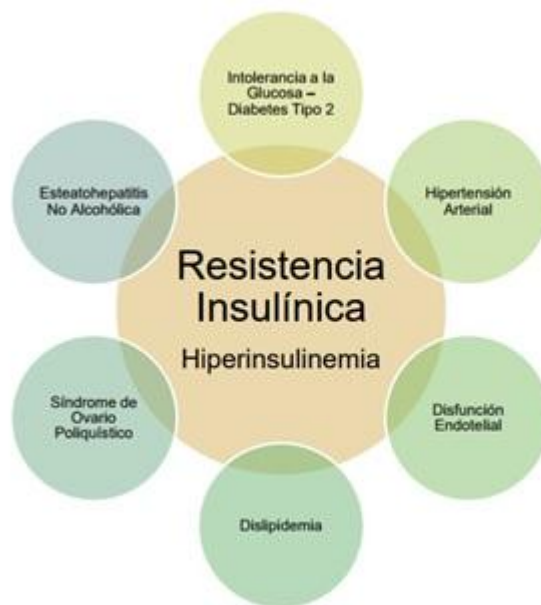 Intolerancia a la
Glucosa –
Diabetes Tipo 2
Esteatohepatitis
No Alcohólica
Hipertensión
Arterial
Resistencia
Insulínica
Hiperinsulinemia
Síndrome de
Ovario
Poliquístico
Disfunción
Endotelial
Dislipidemia